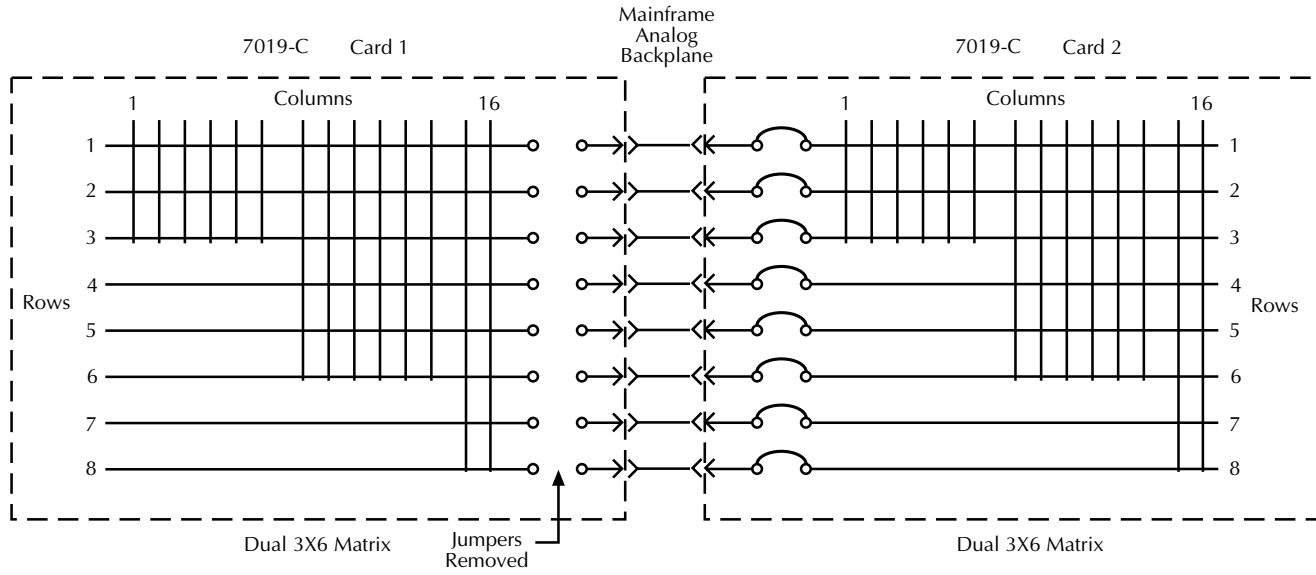 Mainframe
Analog
Backplane
7019-C Card 1
7019-C Card 2
1 Columns 16
1 Columns 16
1
2
3
4
5
6
7
8
Rows
1
2
3
4
5
6
7
8
Rows
Dual 3X6 Matrix
Jumpers
Removed
Dual 3X6 Matrix